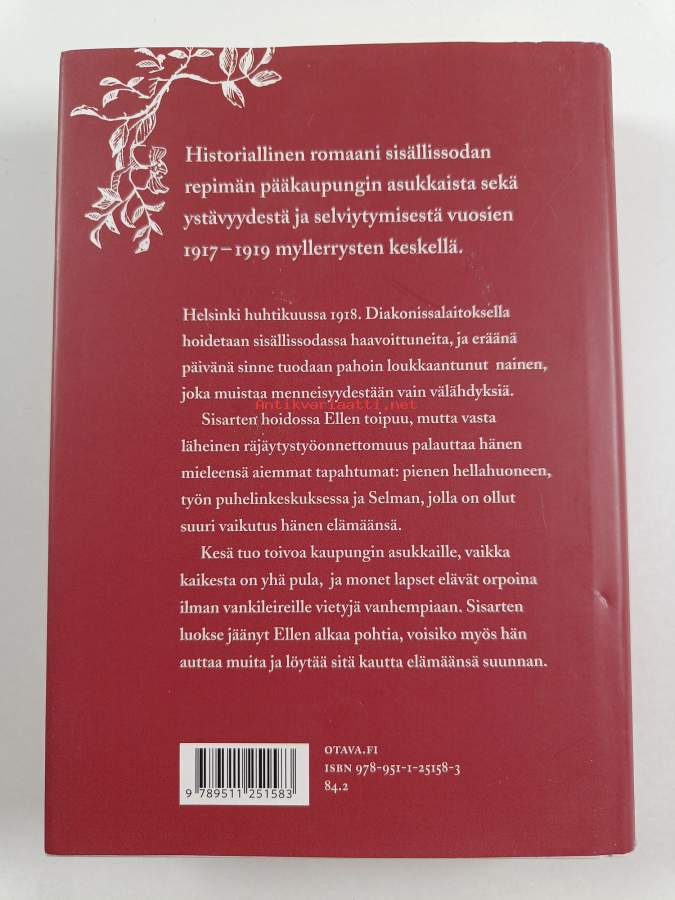 Historiallinen romaani sisällissodan
repimän pääkaupungin asukkaista sekä
ystävyydestä ja selviytymisestä vuosien
1917–1919 myllerrysten keskellä.
Helsinki huhtikuussa 1918. Diakonissalaitoksella
hoidetaan sisällissodassa haavoittuneita, ja eräänä
päivänä sinne tuodaan pahoin loukkaantunut nainen,
joka muistaa menneisyydestään vain välähdyksiä.
Antikvariaatti.net
Sisarten hoidossa Ellen toipuu, mutta vasta
läheinen räjäytystyöonnettomuus palauttaa hänen
mieleensä aiemmat tapahtumat: pienen hellahuoneen,
työn puhelinkeskuksessa ja Selman, jolla on ollut
suuri vaikutus hänen elämäänsä.
Kesä tuo toivoa kaupungin asukkaille, vaikka
kaikesta on yhä pula, ja monet lapset elävät orpoina
ilman vankileireille vietyjä vanhempiaan. Sisarten
luokse jäänyt Ellen alkaa pohtia, voisiko myös hän
auttaa muita ja löytää sitä kautta elämäänsä suunnan.
OTAVA.FI
ISBN 978-951-1-25158-3
84.2
9 789511 251583